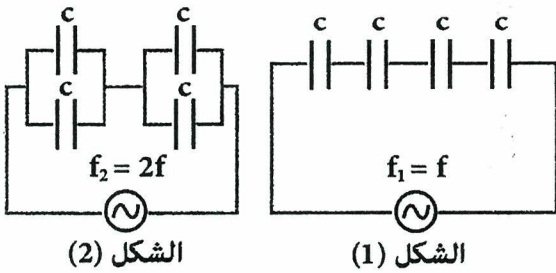 c c
c c
f₂ = 2f
الشكل (2)
c c c c
f₁ = f
الشكل (1)